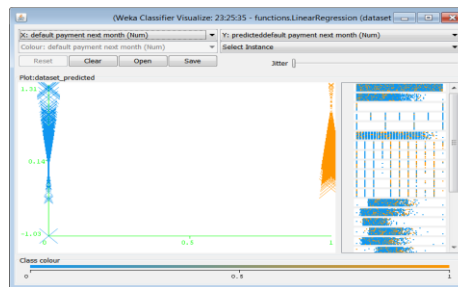 (Weka Classifier Visualize: 23:25:35 - functions.LinearRegression (dataset
X: default payment next month (Num)
Y: predicteddefault payment next month (Num)
Colour: default payment next month (Num)
Select Instance
Reset Clear Open Save
Jitter
Plot:dataset_predicted
1.31
0.14
-1.03
0 0.5 1
Class colour
0 0.5 1